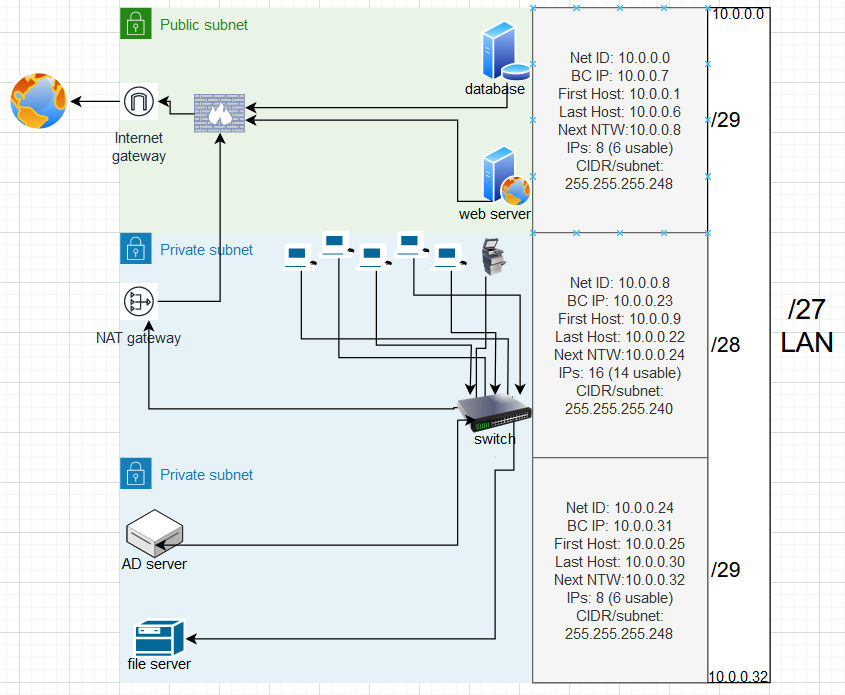 10.0.0.0
Public subnet
database
Internet
gateway
web server
Net ID: 10.0.0.0
BC IP: 10.0.0.7
First Host: 10.0.0.1
Last Host: 10.0.0.6
Next NTW:10.0.0.8
IPs: 8 (6 usable)
CIDR/subnet:
255.255.255.248
/29
Private subnet
NAT gateway
switch
Net ID: 10.0.0.8
BC IP: 10.0.0.23
First Host: 10.0.0.9
Last Host: 10.0.0.22
Next NTW:10.0.0.24
IPs: 16 (14 usable)
CIDR/subnet:
255.255.255.240
/28
/27
LAN
Private subnet
AD server
file server
Net ID: 10.0.0.24
BC IP: 10.0.0.31
First Host: 10.0.0.25
Last Host: 10.0.0.30
Next NTW:10.0.0.32
IPs: 8 (6 usable)
CIDR/subnet:
255.255.255.248
/29
10.0.0.32